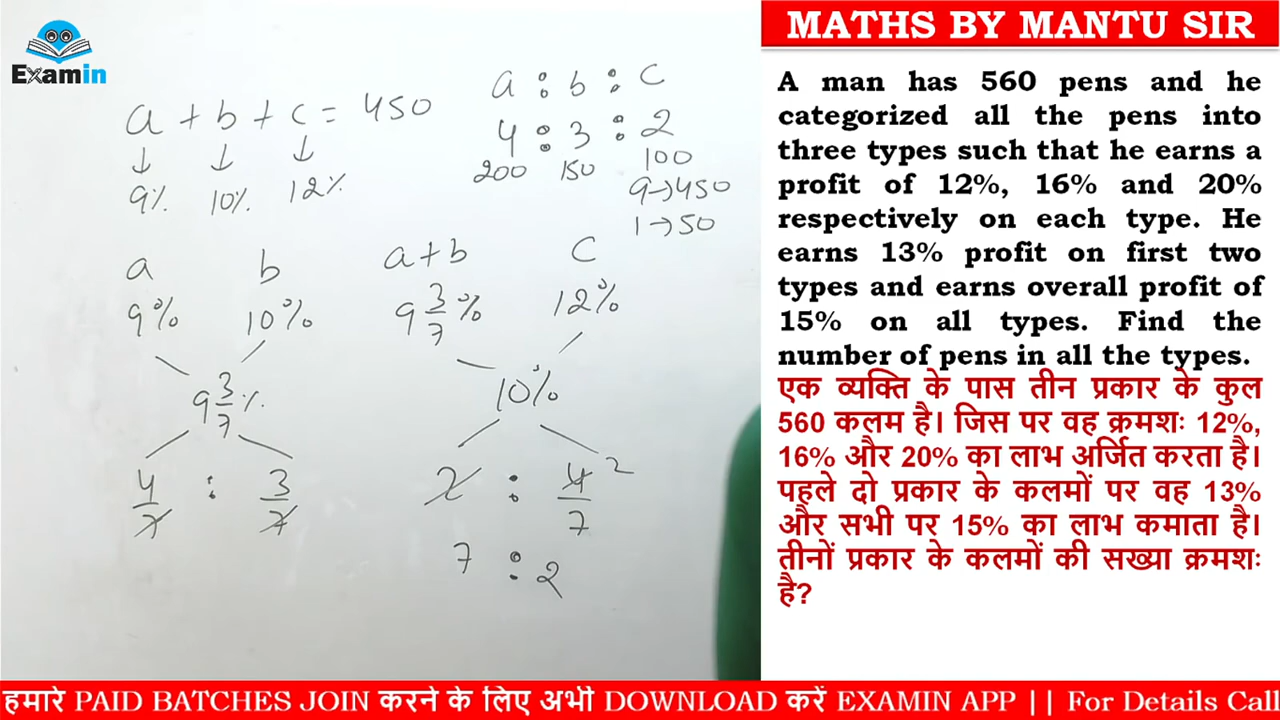 Examin
a + b + c = 450
↓ ↓ ↓
9% 10% 12%
a : b : c
4 : 3 : 2
200 150 100
9→450
1→50
a b
9% 10%
9 3/7 %
4/7 : 3/7
a+b c
9 3/7 % 12%
10%
2 : 4/7 2
7 : 2
MATHS BY MANTU SIR
A man has 560 pens and he
categorized all the pens into
three types such that he earns a
profit of 12%, 16% and 20%
respectively on each type. He
earns 13% profit on first two
types and earns overall profit of
15% on all types. Find the
number of pens in all the types.
एक व्यक्ति के पास तीन प्रकार के कुल
560 कलम है। जिस पर वह क्रमशः 12%,
16% और 20% का लाभ अर्जित करता है।
पहले दो प्रकार के कलमों पर वह 13%
और सभी पर 15% का लाभ कमाता है।
तीनों प्रकार के कलमों की सख्या क्रमशः
है?
हमारे PAID BATCHES JOIN करने के लिए अभी DOWNLOAD करें EXAMIN APP || For Details Call